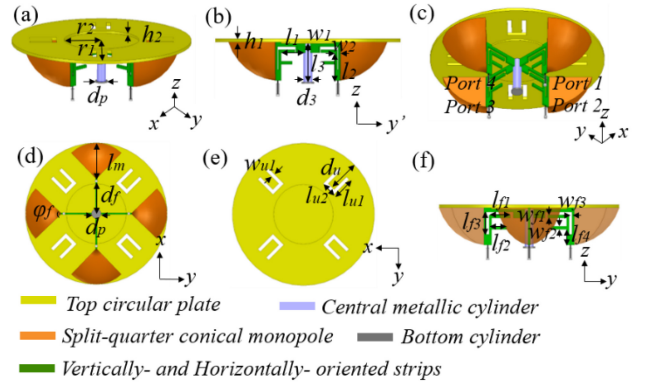 (a)
r2
r1
h2
dp
z
x
y
(b)
h1
l1
w1
w2
l3
l2
d3
z
y'
(c)
Port 4
Port 1
Port 3
Port 2
z
y
x
(d)
lm
df
φf
dp
x
y
(e)
wu1
du
lu2
lu1
x
y
(f)
lf1
wf3
lf3
wf1
lf2
wf2
lf4
z
y
Top circular plate
Central metallic cylinder
Split-quarter conical monopole
Bottom cylinder
Vertically- and Horizontally- oriented strips